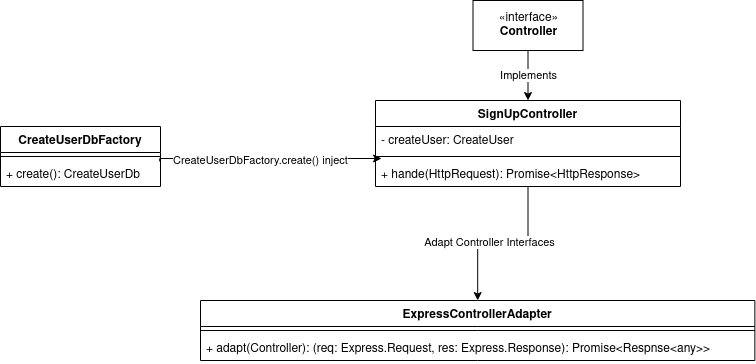 «interface»
Controller
Implements
SignUpController
- createUser: CreateUser
+ hande(HttpRequest): Promise<HttpResponse>
CreateUserDbFactory
+ create(): CreateUserDb
CreateUserDbFactory.create() inject
Adapt Controller Interfaces
ExpressControllerAdapter
+ adapt(Controller): (req: Express.Request, res: Express.Response): Promise<Respnse<any>>